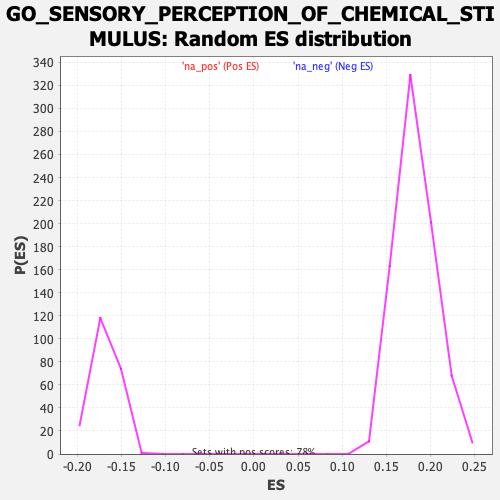 GO_SENSORY_PERCEPTION_OF_CHEMICAL_STI
MULUS: Random ES distribution
'na_pos' (Pos ES) 'na_neg' (Neg ES)
340
320
300
280
260
240
220
200
180
160
140
120
100
80
60
40
20
0
P(ES)
Sets with pos scores: 78%
-0.20 -0.15 -0.10 -0.05 0.00 0.05 0.10 0.15 0.20 0.25
ES